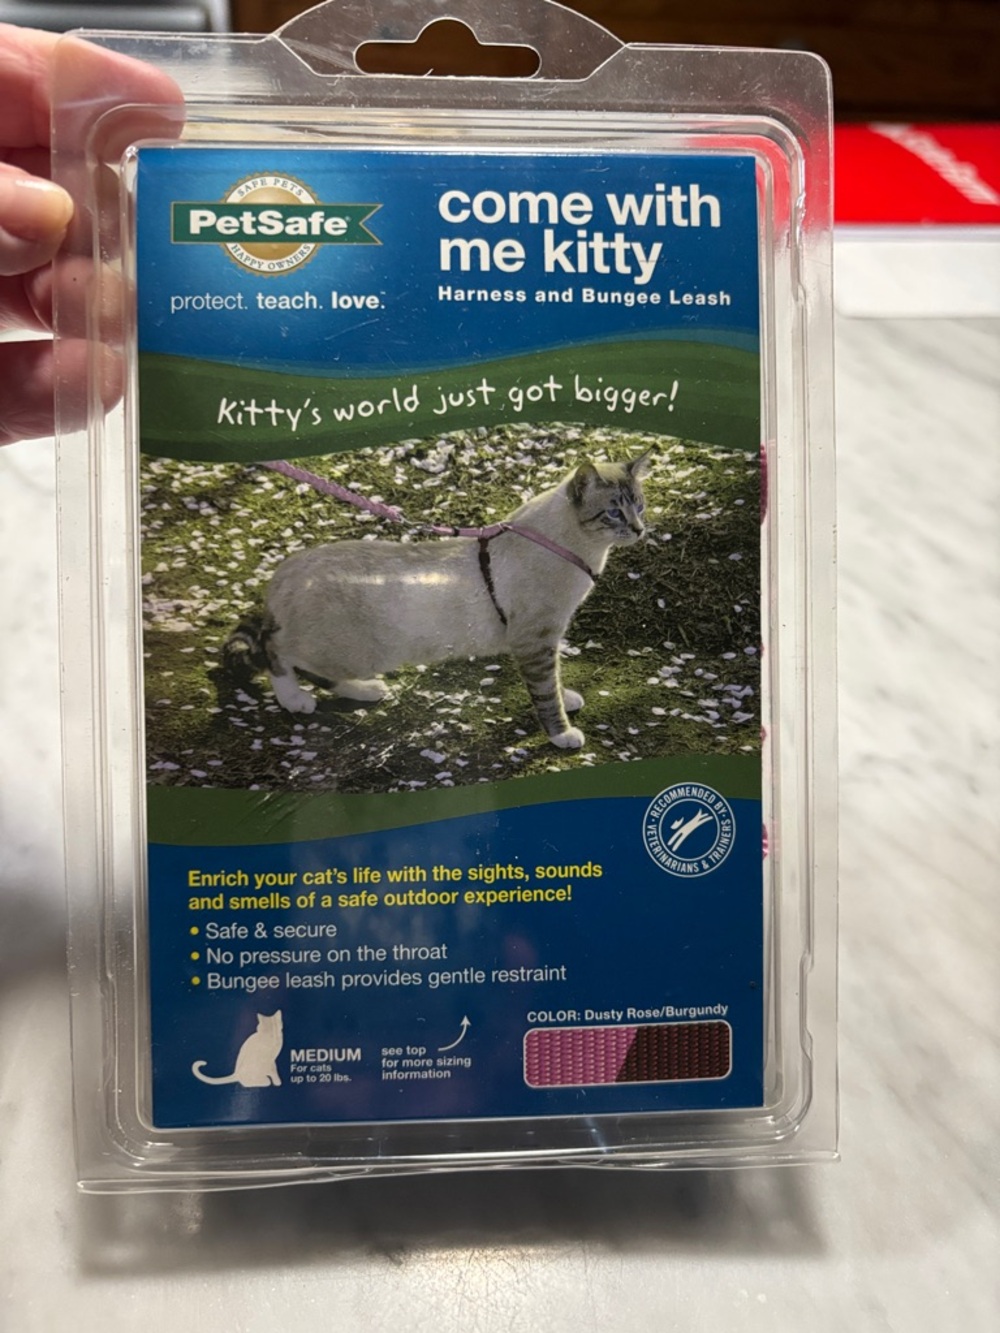 SAFE PETS
PetSafe®
HAPPY OWNERS
protect. teach. love.™
come with
me kitty
Harness and Bungee Leash
Kitty's world just got bigger!
RECOMMENDED BY
VETERINARIANS & TRAINERS
Enrich your cat's life with the sights, sounds
and smells of a safe outdoor experience!
• Safe & secure
• No pressure on the throat
• Bungee leash provides gentle restraint
MEDIUM
For cats
up to 20 lbs.
see top
for more sizing
information
COLOR: Dusty Rose/Burgundy